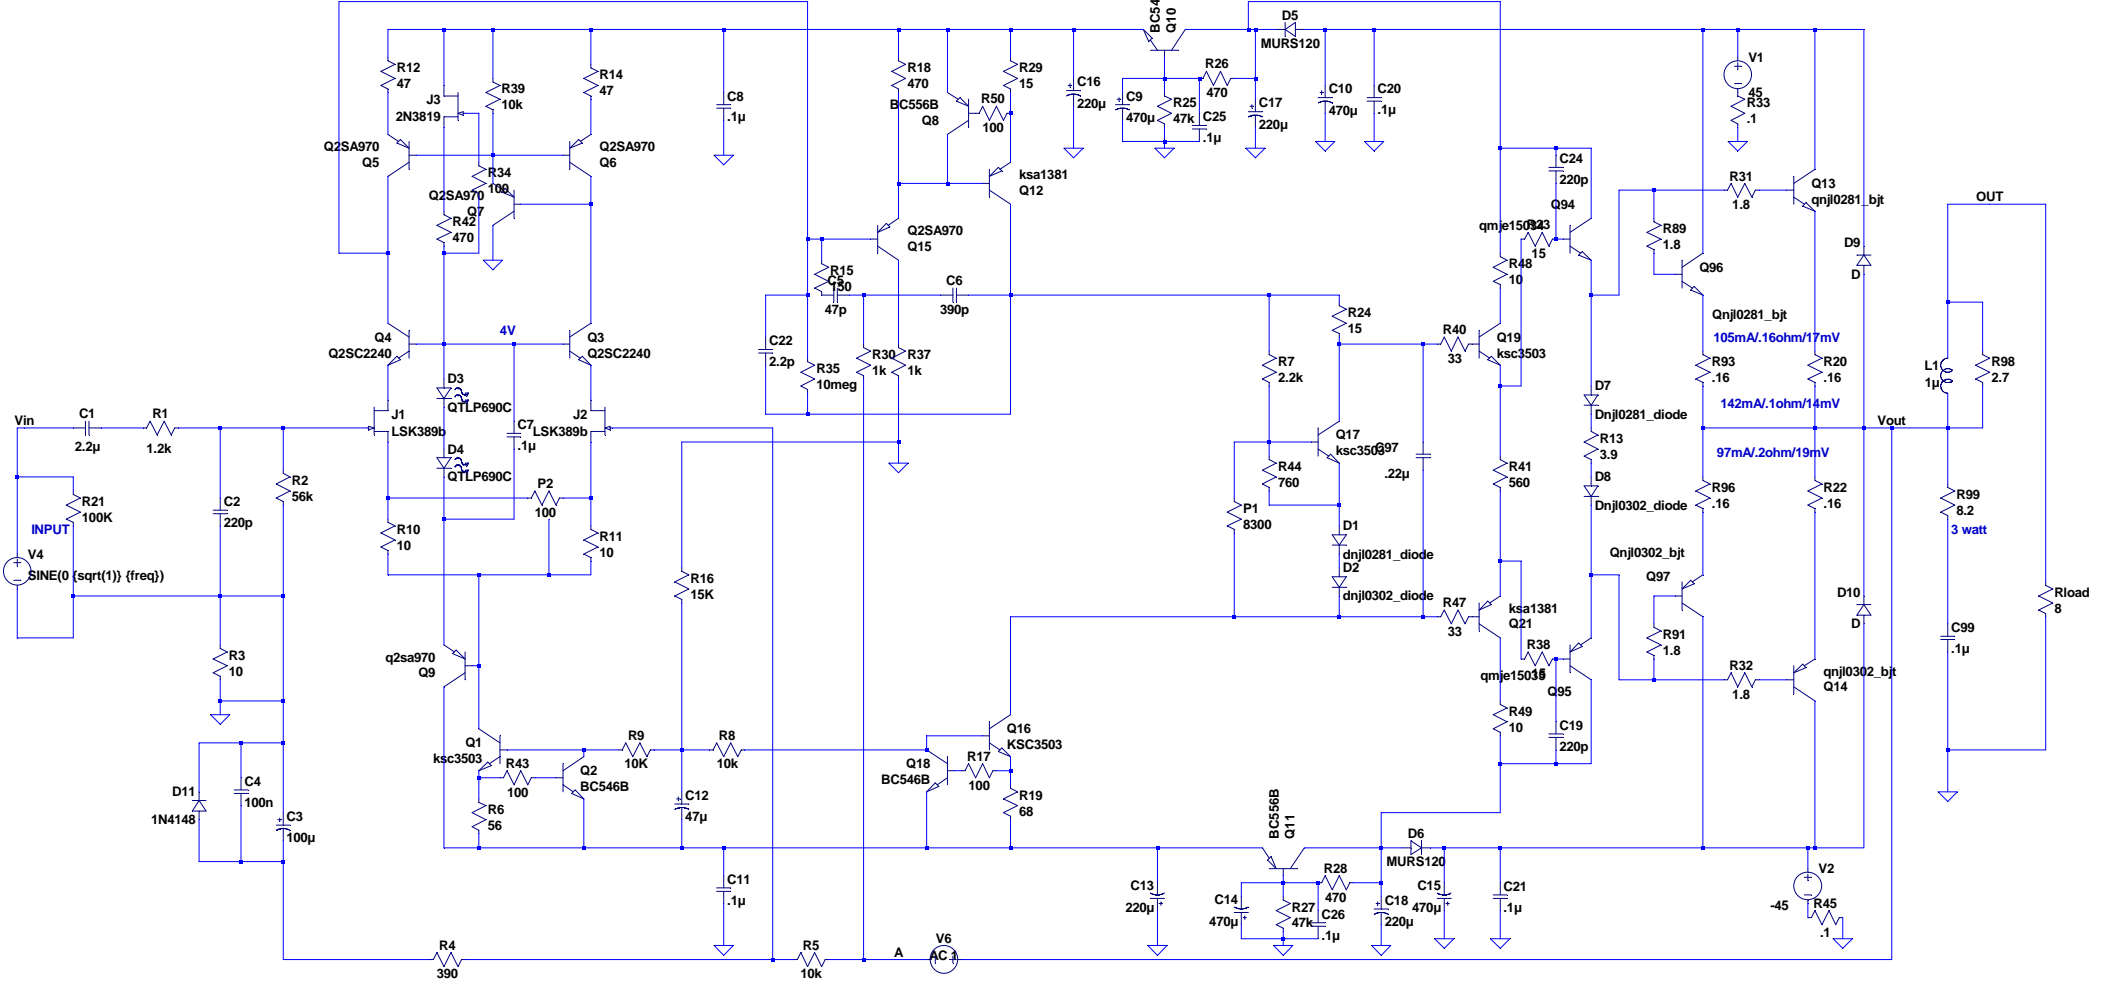 BC54
Q10
D5
MURS120
R12
47
J3
2N3819
R39
10k
R14
47
C8
.1µ
R18
470
BC556B
Q8
R50
100
R29
15
C16
220µ
C9
470µ
R25
47k
C25
.1µ
R26
470
C17
220µ
C10
470µ
C20
.1µ
V1
45
R33
.1
Q2SA970
Q5
Q2SA970
Q6
R34
100
Q2SA970
Q7
R42
470
ksa1381
Q12
Q2SA970
Q15
C24
220p
Q94
15
R31
1.8
Q13
qnjl0281_bjt
OUT
R89
1.8
Q96
Qnjl0281_bjt
D9
D
R15
150
47p
C6
390p
R48
10
R24
15
R40
33
Q19
ksc3503
Q4
Q2SC2240
4V
Q3
Q2SC2240
C22
2.2p
R35
10meg
R30
1k
R37
1k
R7
2.2k
105mA/.16ohm/17mV
R93
.16
R20
.16
L1
1µ
R98
2.7
D3
QTLP690C
D4
QTLP690C
C7
.1µ
D7
Dnjl0281_diode
142mA/.1ohm/14mV
Vin
C1
2.2µ
R1
1.2k
J1
LSK389b
J2
LSK389b
Q17
ksc3503
C97
.22µ
R13
3.9
Vout
97mA/.2ohm/19mV
R2
56k
R21
100K
INPUT
C2
220p
P2
100
R44
760
P1
8300
R41
560
D8
Dnjl0302_diode
R96
.16
R22
.16
R99
8.2
3 watt
R10
10
R11
10
D1
dnjl0281_diode
D2
dnjl0302_diode
Qnjl0302_bjt
Q97
V4
SINE(0 {sqrt(1)} {freq})
R16
15K
R47
33
ksa1381
Q21
D10
D
Rload
8
R3
10
q2sa970
Q9
R38
15
Q95
R91
1.8
R32
1.8
qnjl0302_bjt
Q14
C99
.1µ
Q1
ksc3503
R43
100
Q2
BC546B
R9
10K
R8
10k
Q18
BC546B
R17
100
Q16
KSC3503
R49
10
C19
220p
D11
1N4148
C4
100n
C3
100µ
R6
56
C12
47µ
R19
68
BC556B
Q11
D6
MURS120
C11
.1µ
C13
220µ
C14
470µ
R27
47k
C26
.1µ
R28
470
C18
220µ
C15
470µ
C21
.1µ
V2
-45
R45
.1
R4
390
R5
10k
A
V6
AC 1